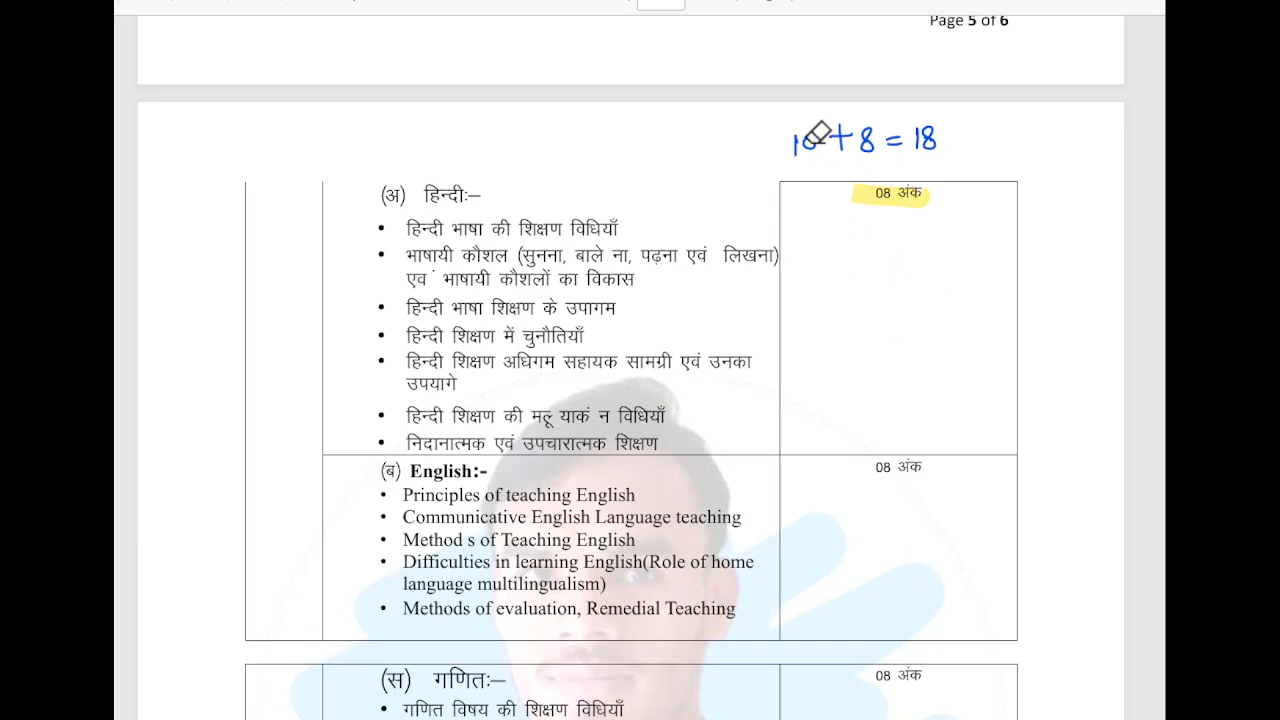 Page 5 of 6
10 + 8 = 18
(अ) हिन्दीः–
08 अंक
• हिन्दी भाषा की शिक्षण विधियाँ
• भाषायी कौशल (सुनना, बाले ना, पढ़ना एवं लिखना)
एवं भाषायी कौशलों का विकास
• हिन्दी भाषा शिक्षण के उपागम
• हिन्दी शिक्षण में चुनौतियाँ
• हिन्दी शिक्षण अधिगम सहायक सामग्री एवं उनका
उपयागे
• हिन्दी शिक्षण की मल्ू याकं न विधियाँ
• निदानात्मक एवं उपचारात्मक शिक्षण
(ब) English:-
08 अंक
• Principles of teaching English
• Communicative English Language teaching
• Method s of Teaching English
• Difficulties in learning English(Role of home
language multilingualism)
• Methods of evaluation, Remedial Teaching
(स) गणितः–
08 अंक
• गणित विषय की शिक्षण विधियाँ